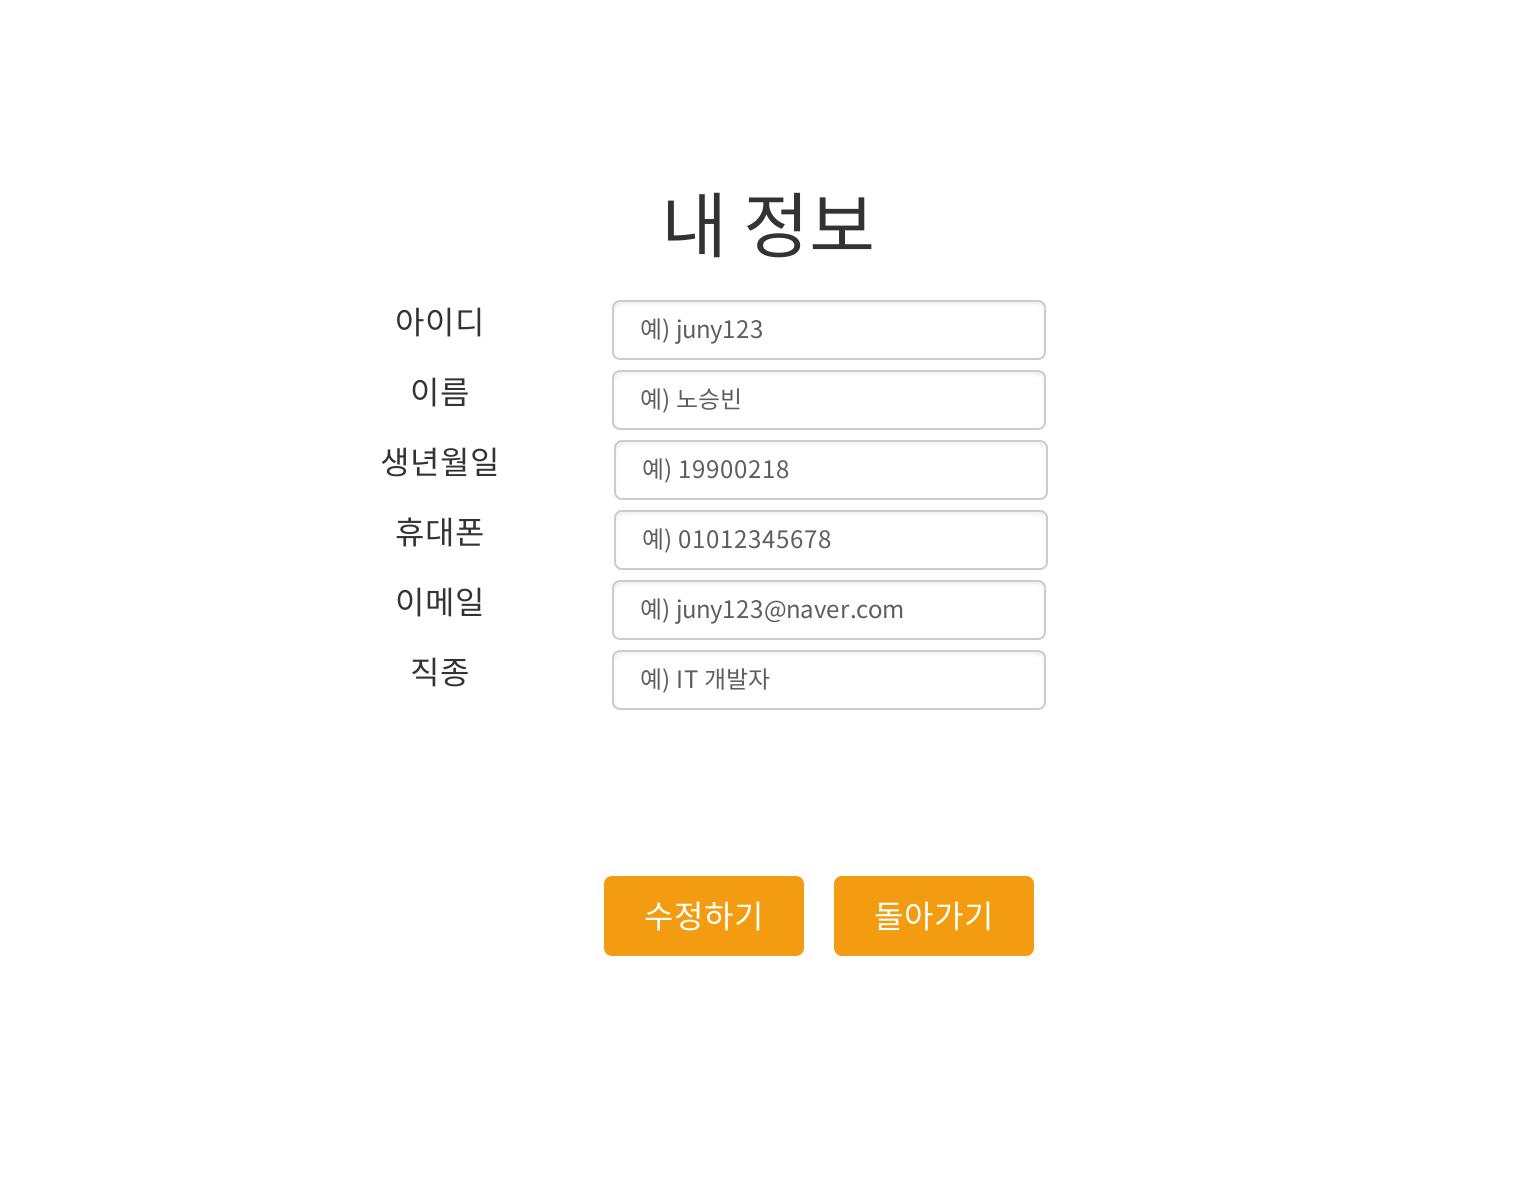 내 정보
아이디
예) juny123
이름
예) 노승빈
생년월일
예) 19900218
휴대폰
예) 01012345678
이메일
예) juny123@naver.com
직종
예) IT 개발자
수정하기
돌아가기